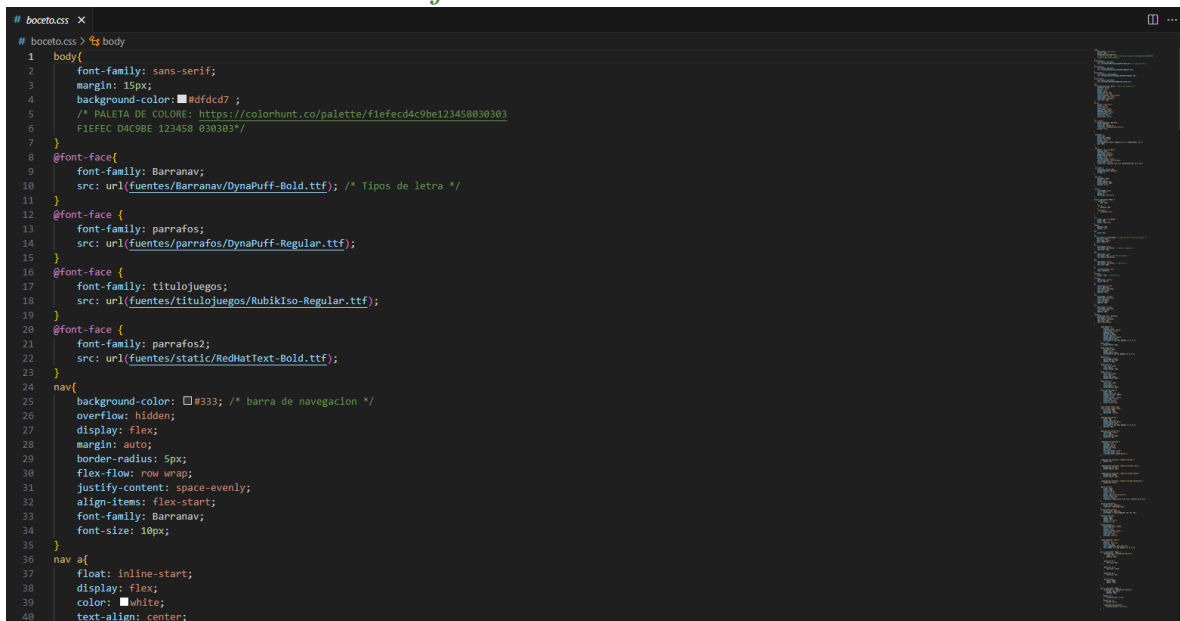 # boceto.css ×
# boceto.css > body
1 body{
2 font-family: sans-serif;
3 margin: 15px;
4 background-color: #dfdcd7 ;
5 /* PALETA DE COLORE: https://colorhunt.co/palette/f1efecd4c9be123458030303
6 F1EFEC D4C9BE 123458 030303*/
7 }
8 @font-face{
9 font-family: Barranav;
10 src: url(fuentes/Barranav/DynaPuff-Bold.ttf); /* Tipos de letra */
11 }
12 @font-face {
13 font-family: parrafos;
14 src: url(fuentes/parrafos/DynaPuff-Regular.ttf);
15 }
16 @font-face {
17 font-family: titulojuegos;
18 src: url(fuentes/titulojuegos/RubikIso-Regular.ttf);
19 }
20 @font-face {
21 font-family: parrafos2;
22 src: url(fuentes/static/RedHatText-Bold.ttf);
23 }
24 nav{
25 background-color: #333; /* barra de navegacion */
26 overflow: hidden;
27 display: flex;
28 margin: auto;
29 border-radius: 5px;
30 flex-flow: row wrap;
31 justify-content: space-evenly;
32 align-items: flex-start;
33 font-family: Barranav;
34 font-size: 10px;
35 }
36 nav a{
37 float: inline-start;
38 display: flex;
39 color: white;
40 text-align: center;